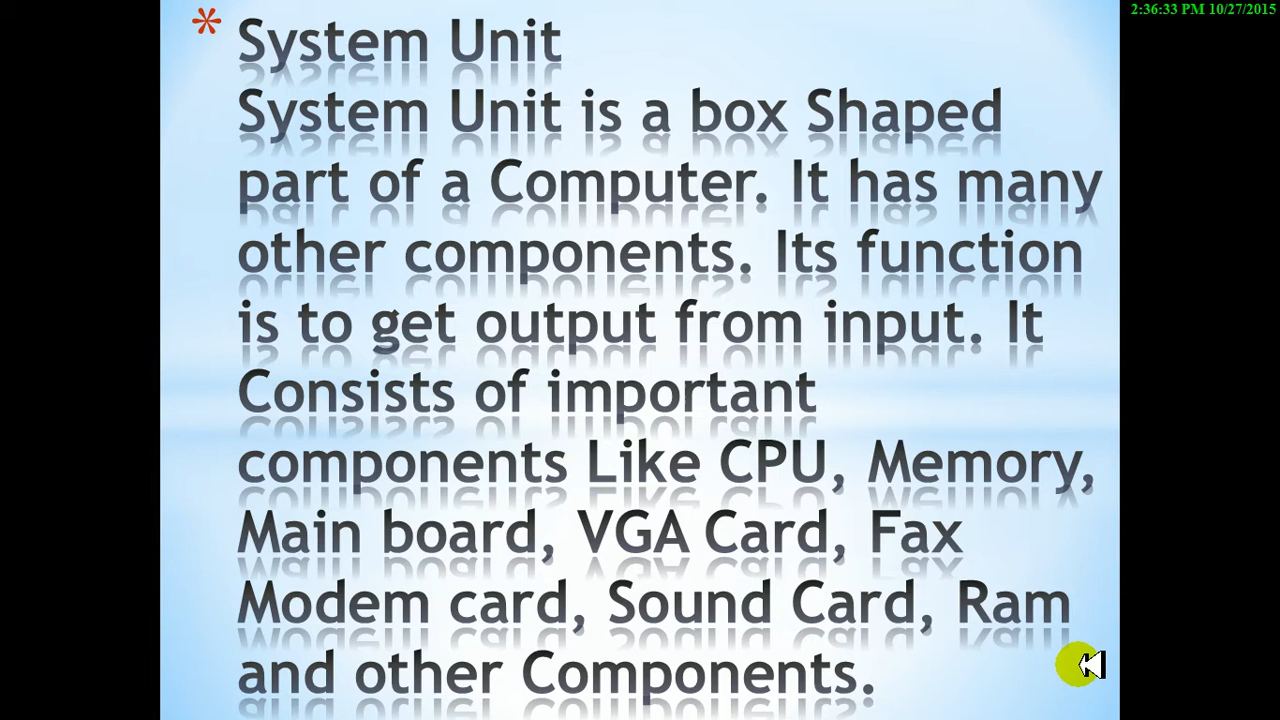 2:36:33 PM 10/27/2015
* System Unit
System Unit is a box Shaped
part of a Computer. It has many
other components. Its function
is to get output from input. It
Consists of important
components Like CPU, Memory,
Main board, VGA Card, Fax
Modem card, Sound Card, Ram
and other Components.